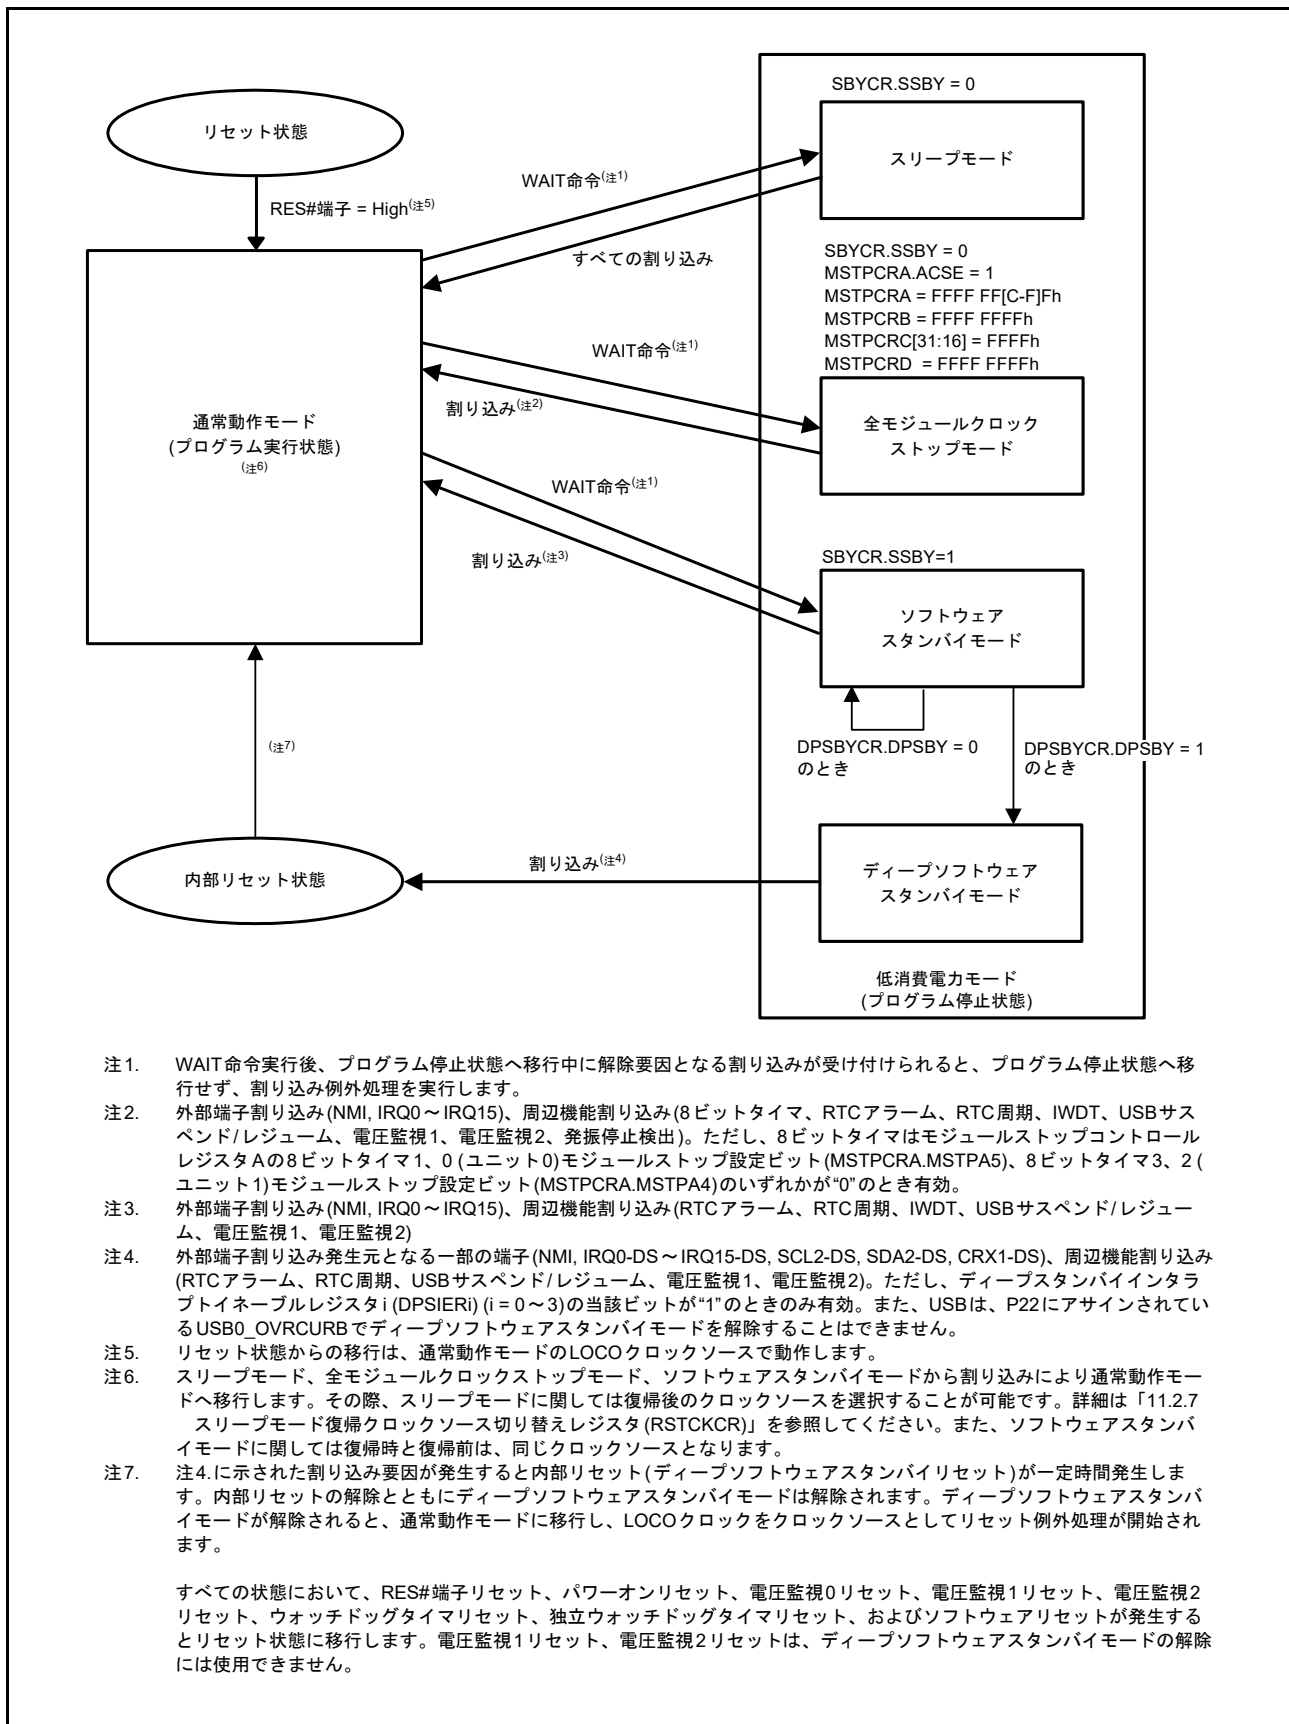 SBYCR.SSBY = 0
リセット状態
スリープモード
WAIT命令(注1)
RES#端子 = High(注5)
すべての割り込み
SBYCR.SSBY = 0
MSTPCRA.ACSE = 1
MSTPCRA = FFFF FF[C-F]Fh
MSTPCRB = FFFF FFFFh
MSTPCRC[31:16] = FFFFh
MSTPCRD = FFFF FFFFh
WAIT命令(注1)
割り込み(注2)
通常動作モード
(プログラム実行状態)
(注6)
全モジュールクロック
ストップモード
WAIT命令(注1)
割り込み(注3)
SBYCR.SSBY=1
ソフトウェア
スタンバイモード
(注7)
DPSBYCR.DPSBY = 0
のとき
DPSBYCR.DPSBY = 1
のとき
割り込み(注4)
内部リセット状態
ディープソフトウェア
スタンバイモード
低消費電力モード
(プログラム停止状態)
注1. WAIT命令実行後、プログラム停止状態へ移行中に解除要因となる割り込みが受け付けられると、プログラム停止状態へ移
行せず、割り込み例外処理を実行します。
注2. 外部端子割り込み(NMI, IRQ0～IRQ15)、周辺機能割り込み(8ビットタイマ、RTCアラーム、RTC周期、IWDT、USBサス
ペンド/レジューム、電圧監視1、電圧監視2、発振停止検出)。ただし、8ビットタイマはモジュールストップコントロール
レジスタAの8ビットタイマ1、0 (ユニット0)モジュールストップ設定ビット(MSTPCRA.MSTPA5)、8ビットタイマ3、2 (
ユニット1)モジュールストップ設定ビット(MSTPCRA.MSTPA4)のいずれかが“0”のとき有効。
注3. 外部端子割り込み(NMI, IRQ0～IRQ15)、周辺機能割り込み(RTCアラーム、RTC周期、IWDT、USBサスペンド/レジュー
ム、電圧監視1、電圧監視2)
注4. 外部端子割り込み発生元となる一部の端子(NMI, IRQ0-DS～IRQ15-DS, SCL2-DS, SDA2-DS, CRX1-DS)、周辺機能割り込み
(RTCアラーム、RTC周期、USBサスペンド/レジューム、電圧監視1、電圧監視2)。ただし、ディープスタンバイインタラ
プトイネーブルレジスタi (DPSIERi) (i = 0～3)の当該ビットが“1”のときのみ有効。また、USBは、P22にアサインされてい
るUSB0_OVRCURBでディープソフトウェアスタンバイモードを解除することはできません。
注5. リセット状態からの移行は、通常動作モードのLOCOクロックソースで動作します。
注6. スリープモード、全モジュールクロックストップモード、ソフトウェアスタンバイモードから割り込みにより通常動作モー
ドへ移行します。その際、スリープモードに関しては復帰後のクロックソースを選択することが可能です。詳細は「11.2.7
スリープモード復帰クロックソース切り替えレジスタ(RSTCKCR)」を参照してください。また、ソフトウェアスタンバ
イモードに関しては復帰時と復帰前は、同じクロックソースとなります。
注7. 注4.に示された割り込み要因が発生すると内部リセット(ディープソフトウェアスタンバイリセット)が一定時間発生しま
す。内部リセットの解除とともにディープソフトウェアスタンバイモードは解除されます。ディープソフトウェアスタンバ
イモードが解除されると、通常動作モードに移行し、LOCOクロックをクロックソースとしてリセット例外処理が開始され
ます。
すべての状態において、RES#端子リセット、パワーオンリセット、電圧監視0リセット、電圧監視1リセット、電圧監視2
リセット、ウォッチドッグタイマリセット、独立ウォッチドッグタイマリセット、およびソフトウェアリセットが発生する
とリセット状態に移行します。電圧監視1リセット、電圧監視2リセットは、ディープソフトウェアスタンバイモードの解除
には使用できません。